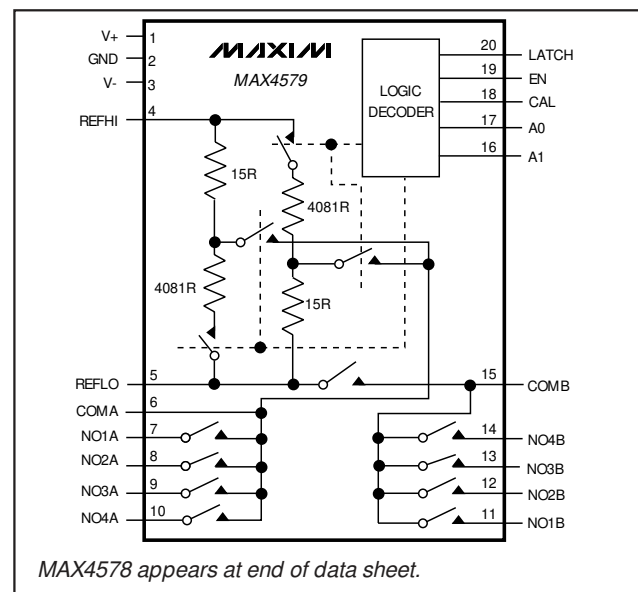 MAXIM
MAX4579
V+ 1
GND 2
V- 3
REFHI 4
LOGIC
DECODER
20 LATCH
19 EN
18 CAL
17 A0
16 A1
15R
4081R
4081R
15R
REFLO 5
15 COMB
COMA 6
NO1A 7
NO2A 8
NO3A 9
NO4A 10
14 NO4B
13 NO3B
12 NO2B
11 NO1B
MAX4578 appears at end of data sheet.